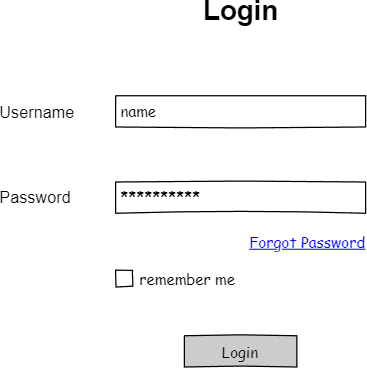 Login
Username name
Password **********
Forgot Password
remember me
Login